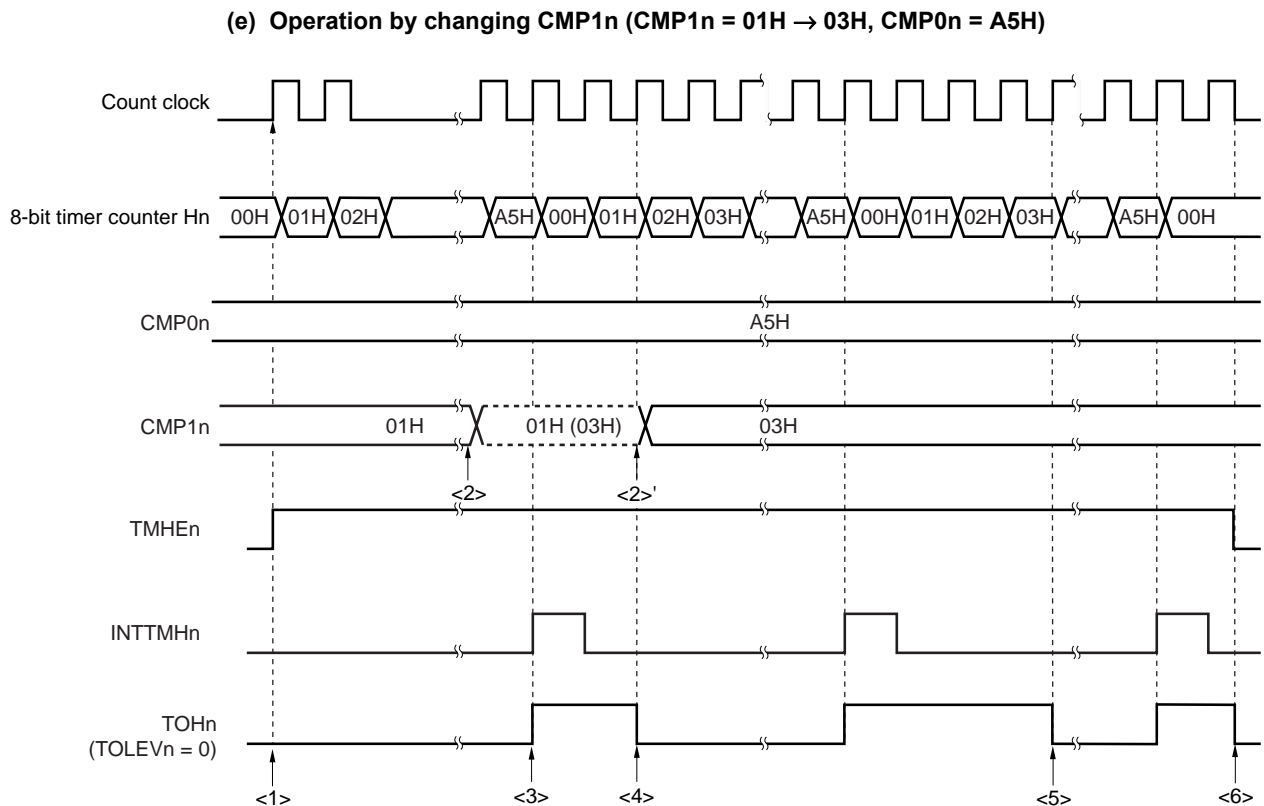 (e) Operation by changing CMP1n (CMP1n = 01H → 03H, CMP0n = A5H)
Count clock
8-bit timer counter Hn 00H 01H 02H A5H 00H 01H 02H 03H A5H 00H 01H 02H 03H A5H 00H
CMP0n A5H
CMP1n 01H 01H (03H) 03H
<2> <2>'
TMHEn
INTTMHn
TOHn
(TOLEVn = 0)
<1> <3> <4> <5> <6>